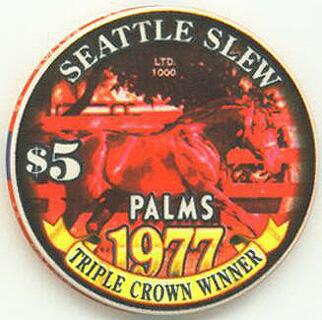 SEATTLE SLEW
LTD.
1000
$5
PALMS
1977
TRIPLE CROWN WINNER